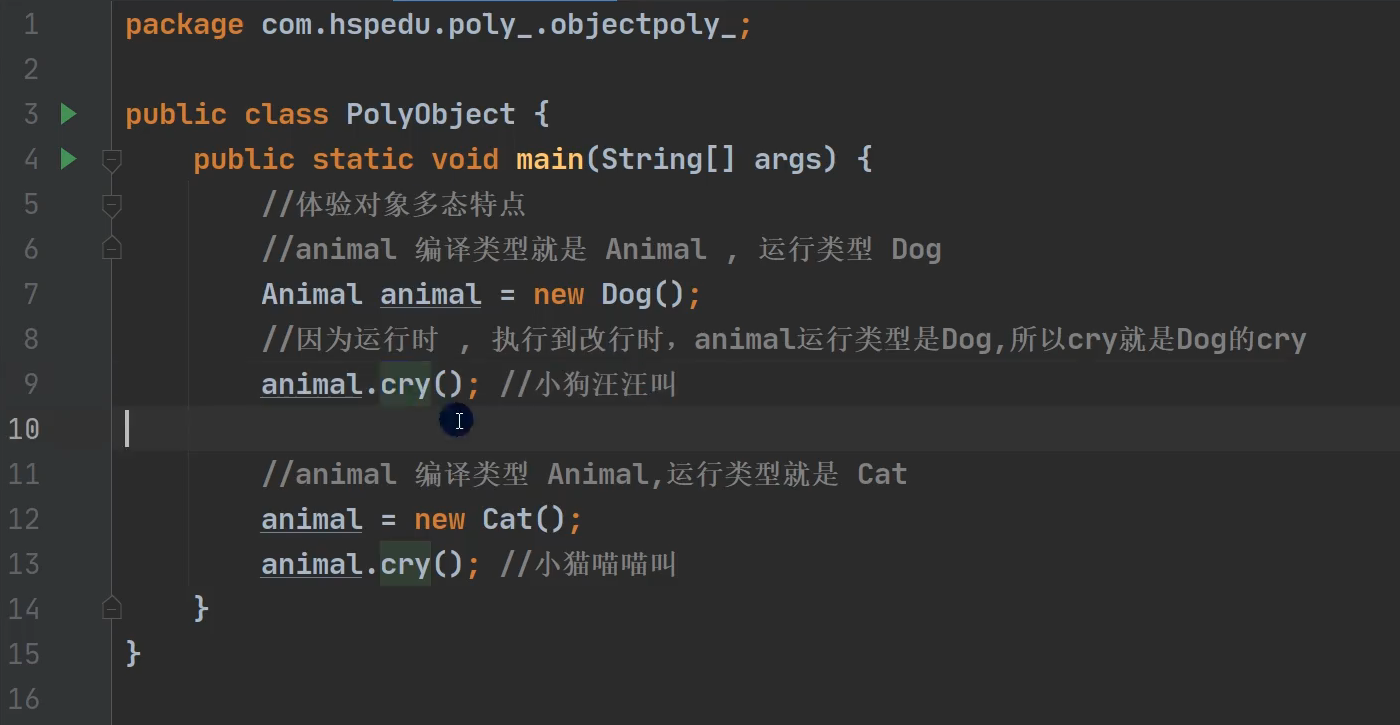 1 package com.hspedu.poly_.objectpoly_;
2
3 public class PolyObject {
4 public static void main(String[] args) {
5 //体验对象多态特点
6 //animal 编译类型就是 Animal , 运行类型 Dog
7 Animal animal = new Dog();
8 //因为运行时 , 执行到改行时，animal运行类型是Dog,所以cry就是Dog的cry
9 animal.cry(); //小狗汪汪叫
10
11 //animal 编译类型 Animal,运行类型就是 Cat
12 animal = new Cat();
13 animal.cry(); //小猫喵喵叫
14 }
15 }
16